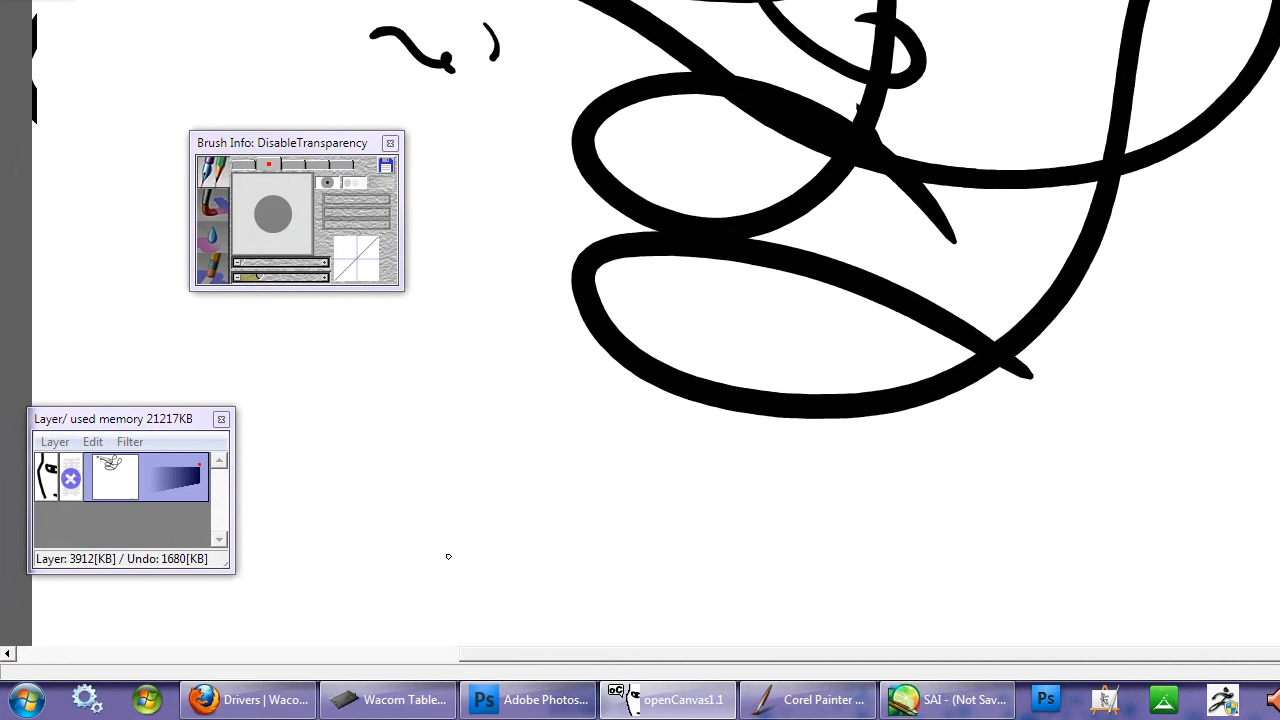 Brush Info: DisableTransparency
Layer/ used memory 21217KB
Layer Edit Filter
Layer: 3912[KB] / Undo: 1680[KB]
Drivers | Waco... Wacom Table... Adobe Photos... openCanvas1.1 Corel Painter ... SAI - (Not Sav...